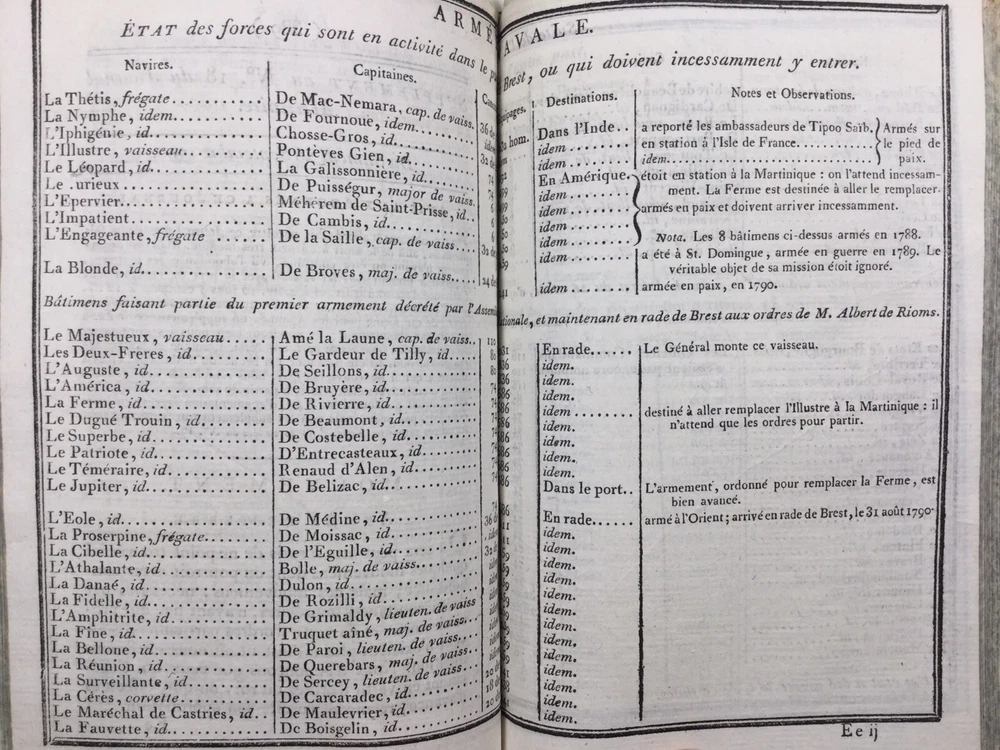 ARMÉ
AVALE.
ÉTAT des forces qui sont en activité dans le
Brest, ou qui doivent incessamment y entrer.
Navires.
Capitaines.
La Thétis, frégate...........
De Mac-Nemara, cap. de vaiss.
La Nymphe, idem............
De Fournoue, idem..........
L'Iphigénie, id..............
Chosse-Gros, id.............
L'Illustre, vaisseau...........
Pontèves Gien, id...........
Le Léopard, id..............
La Galissonnière, id.........
Le .urieux..................
De Puisségur, major de vaiss.
L'Epervier..................
Méhérem de Saint-Prisse, id..
L'Impatient.................
De Cambis, id..............
L'Engageante, frégate ......
De la Saille, cap. de vaiss....
La Blonde, id...............
De Broves, maj. de vaiss....
Destinations.
Notes et Observations.
hom.
Dans l'Inde..
a reporté les ambassadeurs de Tipoo Saïb.
Armés sur
idem........
en station à l'Isle de France..............
le pied de
idem........
idem..............................
paix.
En Amérique.
étoit en station à la Martinique : on l'attend incessam-
idem........
ment. La Ferme est destinée à aller le remplacer.
idem........
armés en paix et doivent arriver incessamment.
idem........
idem........
Nota. Les 8 bâtimens ci-dessus armés en 1788.
idem........
a été à St. Domingue, armée en guerre en 1789. Le
véritable objet de sa mission étoit ignoré.
idem........
armée en paix, en 1790.
Bâtimens faisant partie du premier armement décrété par l'Assem
tionale, et maintenant en rade de Brest aux ordres de M. Albert de Rioms.
Le Majestueux, vaisseau.....
Amé la Laune, cap. de vaiss.
Les Deux-Freres, id.........
Le Gardeur de Tilly, id.....
L'Auguste, id...............
De Seillons, id..............
L'América, id...............
De Bruyère, id..............
La Ferme, id................
De Rivierre, id..............
Le Dugué Trouin, id.........
De Beaumont, id............
Le Superbe, id..............
De Costebelle, id............
Le Patriote, id..............
D'Entrecasteaux, id.........
Le Téméraire, id............
Renaud d'Alen, id...........
Le Jupiter, id...............
De Belizac, id...............
L'Eole, id...................
De Médine, id...............
La Proserpine, frégate.......
De Moissac, id..............
La Cibelle, id................
De l'Eguille, id..............
L'Athalante, id..............
Bolle, maj. de vaiss..........
La Danaé, id................
Dulon, id...................
La Fidelle, id...............
De Rozilli, id...............
L'Amphitrite, id.............
De Grimaldy, lieuten. de vaiss
La Fine, id..................
Truquet aîné, maj. de vaiss..
La Bellone, id...............
De Paroi, lieuten. de vaiss...
La Réunion, id..............
De Querebars, maj. de vaiss..
La Surveillante, id...........
De Sercey, lieuten. de vaiss..
La Cérès, corvette...........
De Carcaradec, id...........
Le Maréchal de Castries, id..
De Maulevrier, id............
La Fauvette, id..............
De Boisgelin, id.............
En rade......
Le Général monte ce vaisseau.
idem.
idem.
idem.
idem........
destiné à aller remplacer l'Illustre à la Martinique : il
n'attend que les ordres pour partir.
idem.
idem.
idem.
idem.
Dans le port..
L'armement, ordonné pour remplacer la Ferme, est
bien avancé.
En rade......
armé à l'Orient; arrivé en rade de Brest, le 31 août 1790.
idem.
idem.
idem.
idem.
idem.
idem.
idem.
idem.
idem.
idem.
idem.
idem.
idem.
Ee ij